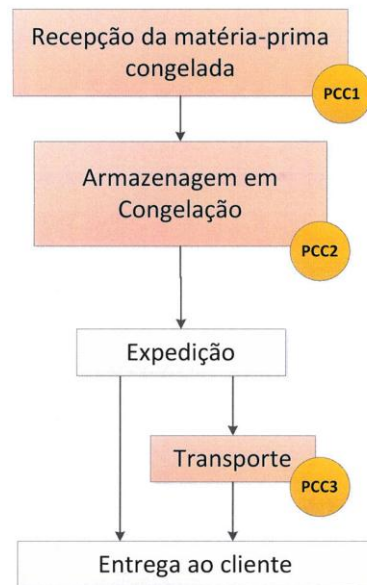 Recepção da matéria-prima
congelada
PCC1
Armazenagem em
Congelação
PCC2
Expedição
Transporte
PCC3
Entrega ao cliente